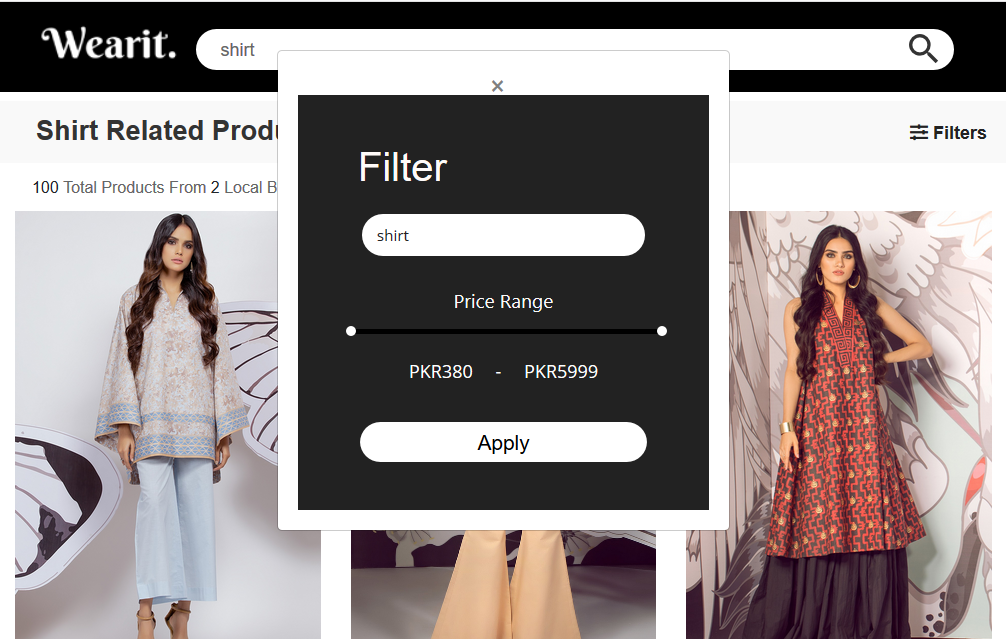 Wearit.
shirt
×
Shirt Related Produ
Filters
100 Total Products From 2 Local B
Filter
shirt
Price Range
PKR380 - PKR5999
Apply